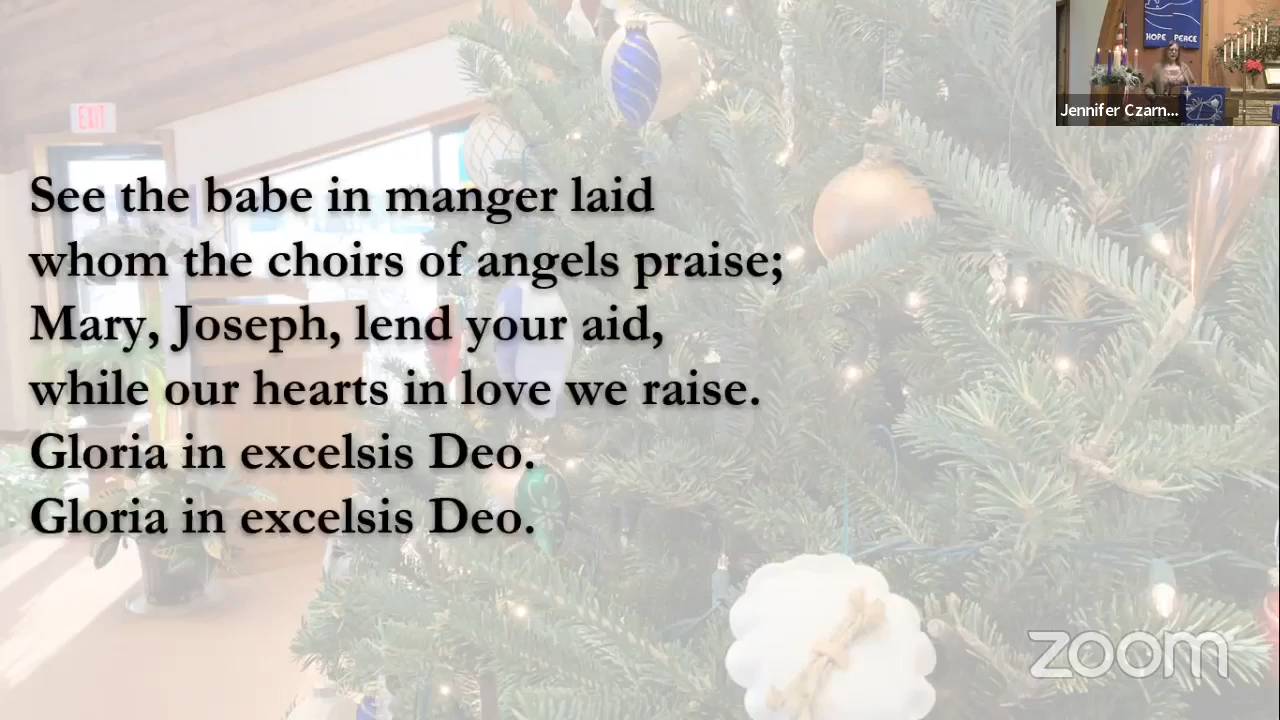 HOPE PEACE
Jennifer Czarn...
EXIT
See the babe in manger laid
whom the choirs of angels praise;
Mary, Joseph, lend your aid,
while our hearts in love we raise.
Gloria in excelsis Deo.
Gloria in excelsis Deo.
zoom